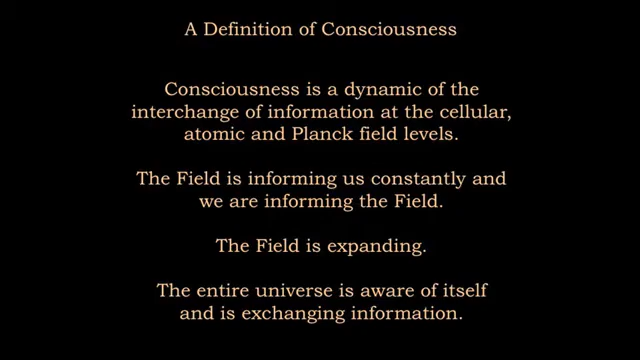 A Definition of Consciousness
Consciousness is a dynamic of the
interchange of information at the cellular,
atomic and Planck field levels.
The Field is informing us constantly and
we are informing the Field.
The Field is expanding.
The entire universe is aware of itself
and is exchanging information.